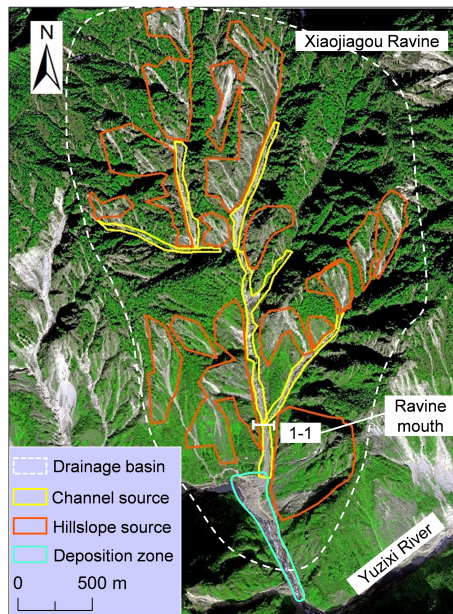 N
Xiaojiagou Ravine
1-1
Ravine
mouth
Drainage basin
Channel source
Hillslope source
Deposition zone
0 500 m
Yuzixi River